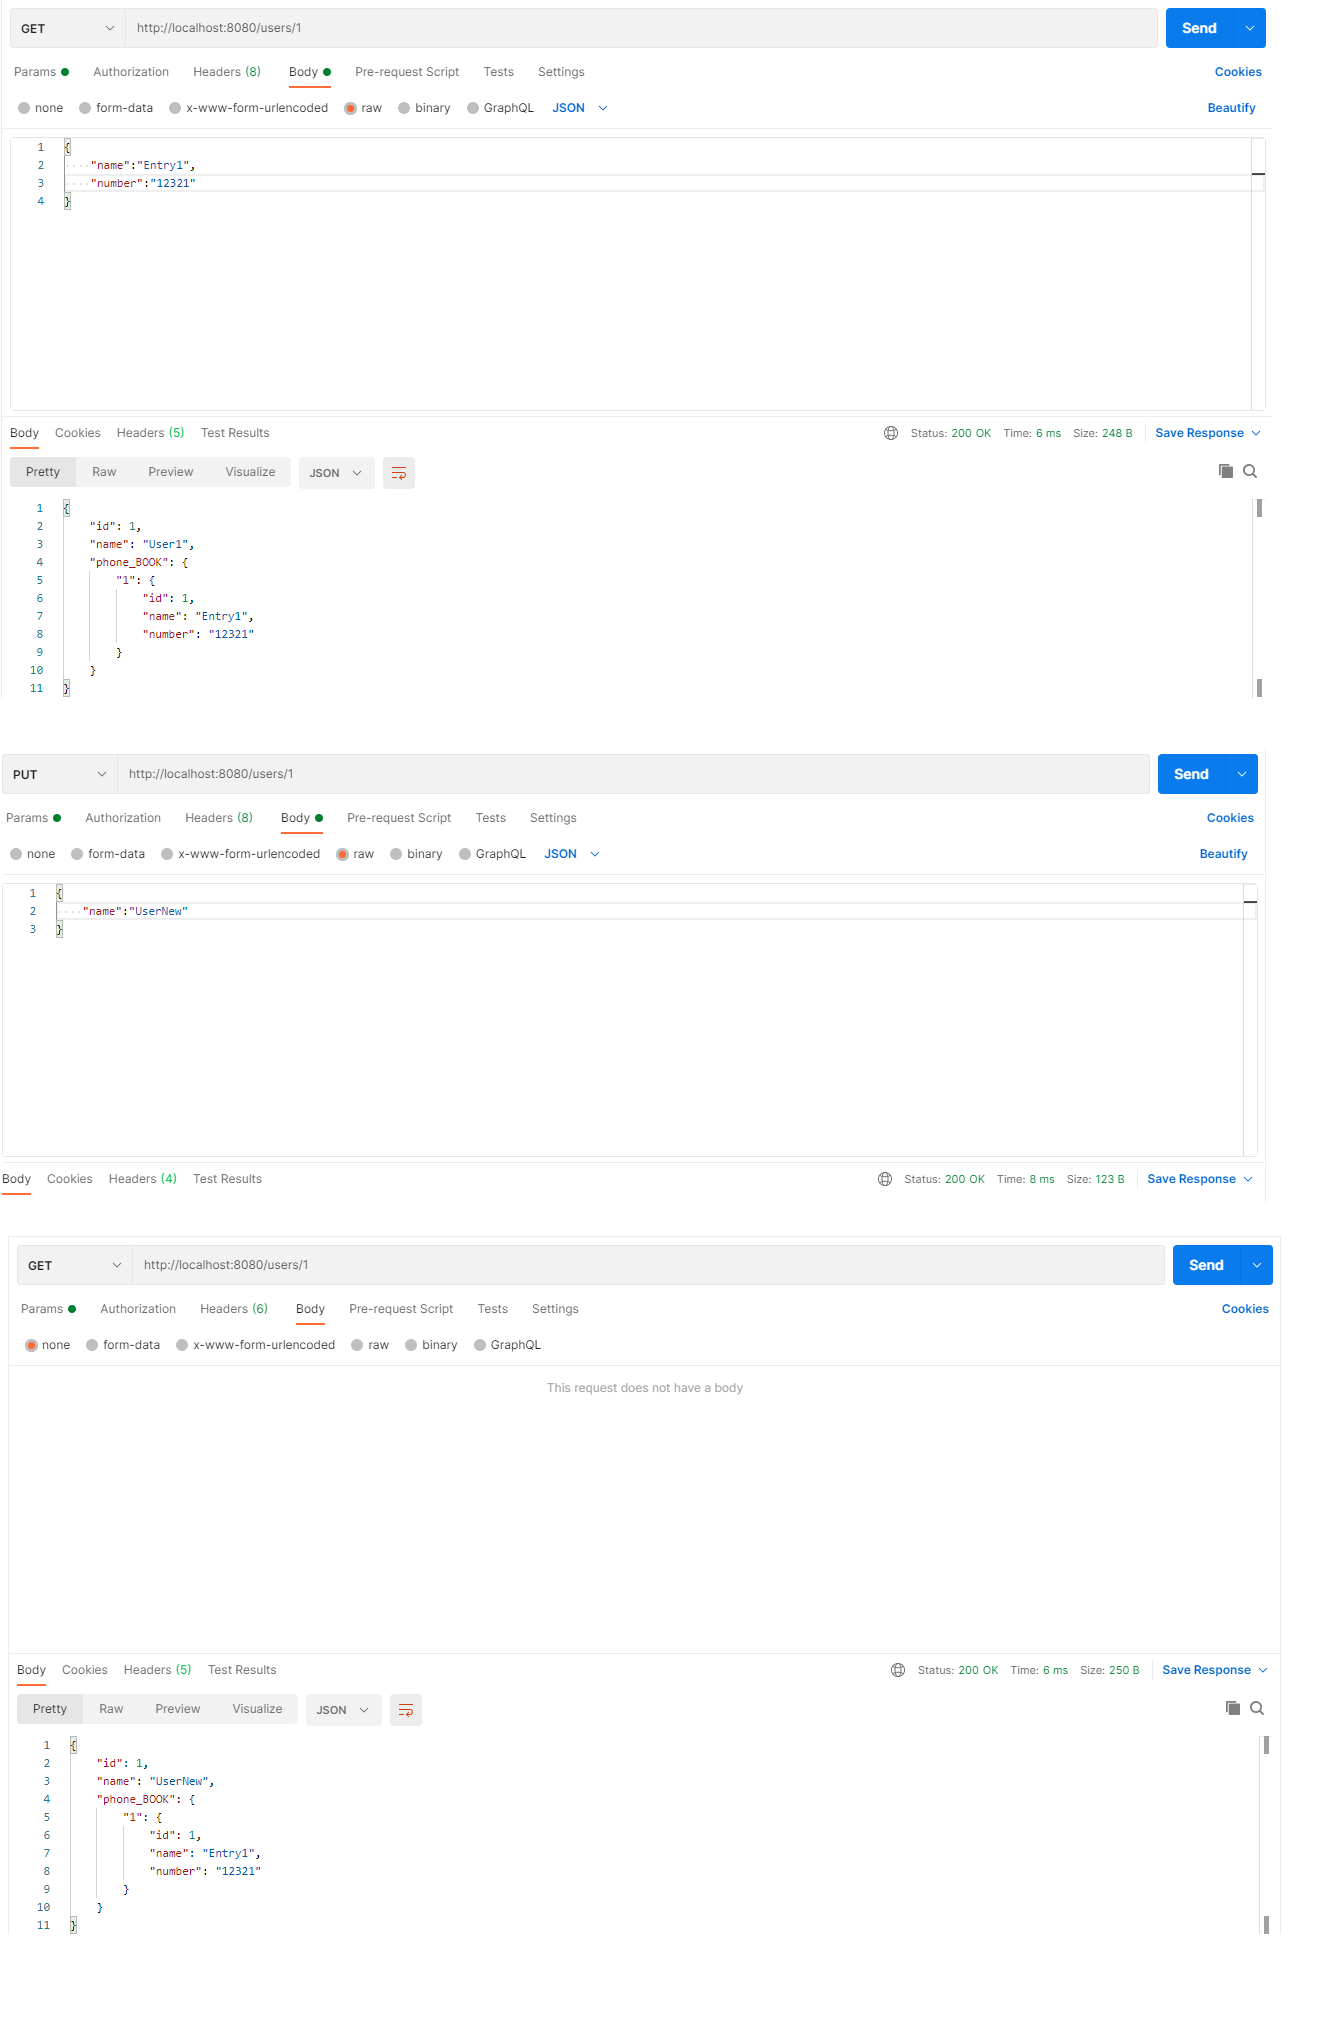 GET http://localhost:8080/users/1 Send
Params Authorization Headers (8) Body Pre-request Script Tests Settings Cookies
none form-data x-www-form-urlencoded raw binary GraphQL JSON Beautify
1 {
2 "name":"Entry1",
3 "number":"12321"
4 }
Body Cookies Headers (5) Test Results Status: 200 OK Time: 6 ms Size: 248 B Save Response
Pretty Raw Preview Visualize JSON
1 {
2 "id": 1,
3 "name": "User1",
4 "phone_BOOK": {
5 "1": {
6 "id": 1,
7 "name": "Entry1",
8 "number": "12321"
9 }
10 }
11 }
PUT http://localhost:8080/users/1 Send
Params Authorization Headers (8) Body Pre-request Script Tests Settings Cookies
none form-data x-www-form-urlencoded raw binary GraphQL JSON Beautify
1 {
2 "name":"UserNew"
3 }
Body Cookies Headers (4) Test Results Status: 200 OK Time: 8 ms Size: 123 B Save Response
GET http://localhost:8080/users/1 Send
Params Authorization Headers (6) Body Pre-request Script Tests Settings Cookies
none form-data x-www-form-urlencoded raw binary GraphQL
This request does not have a body
Body Cookies Headers (5) Test Results Status: 200 OK Time: 6 ms Size: 250 B Save Response
Pretty Raw Preview Visualize JSON
1 {
2 "id": 1,
3 "name": "UserNew",
4 "phone_BOOK": {
5 "1": {
6 "id": 1,
7 "name": "Entry1",
8 "number": "12321"
9 }
10 }
11 }